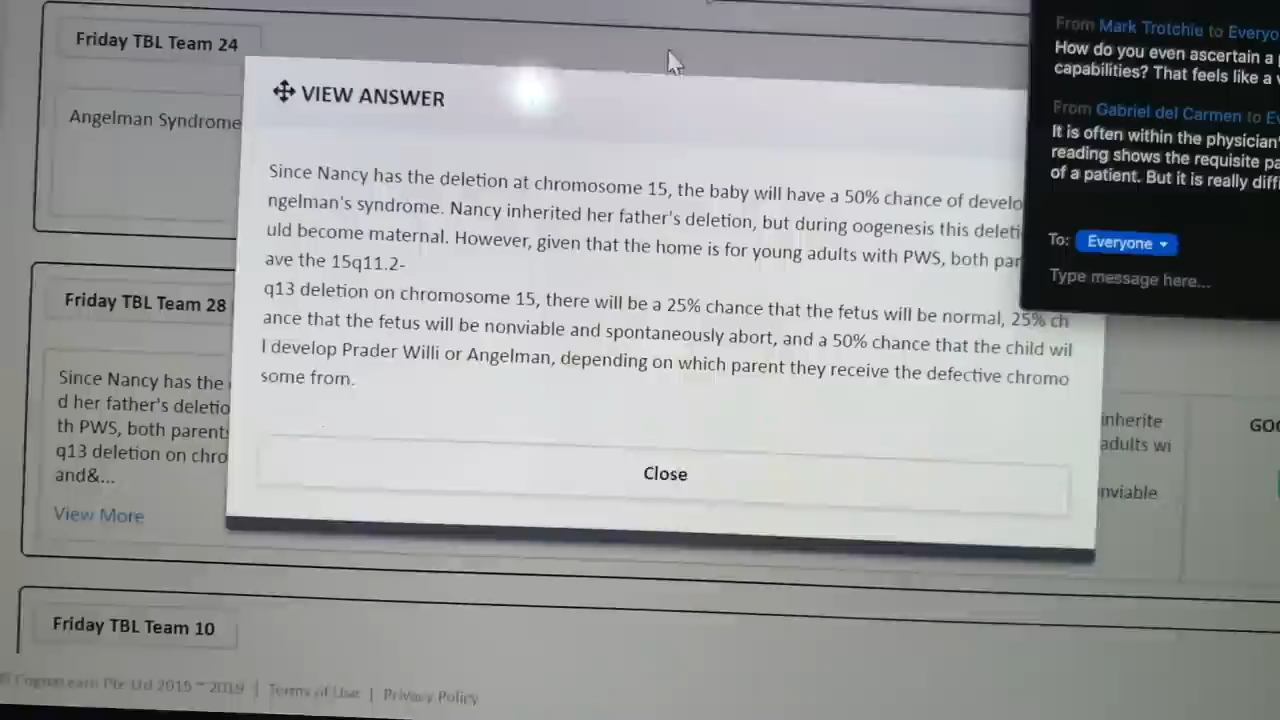 Friday TBL Team 24
Angelman Syndrome
VIEW ANSWER
Since Nancy has the deletion at chromosome 15, the baby will have a 50% chance of develo
ngelman's syndrome. Nancy inherited her father's deletion, but during oogenesis this deleti
uld become maternal. However, given that the home is for young adults with PWS, both par
ave the 15q11.2-
q13 deletion on chromosome 15, there will be a 25% chance that the fetus will be normal, 25% ch
ance that the fetus will be nonviable and spontaneously abort, and a 50% chance that the child wil
l develop Prader Willi or Angelman, depending on which parent they receive the defective chromo
some from.
Close
From Mark Trotchie to Everyo
How do you even ascertain a
capabilities? That feels like a
From Gabriel del Carmen to Ev
It is often within the physician'
reading shows the requisite pa
of a patient. But it is really diff
To: Everyone
Type message here...
Friday TBL Team 28
Since Nancy has the
d her father's deletio
th PWS, both parents
q13 deletion on chro
and&...
View More
inherite
adults wi
nviable
GOO
Friday TBL Team 10
Pte Ltd 2015 - 2019 | Terms of Use | Privacy Policy